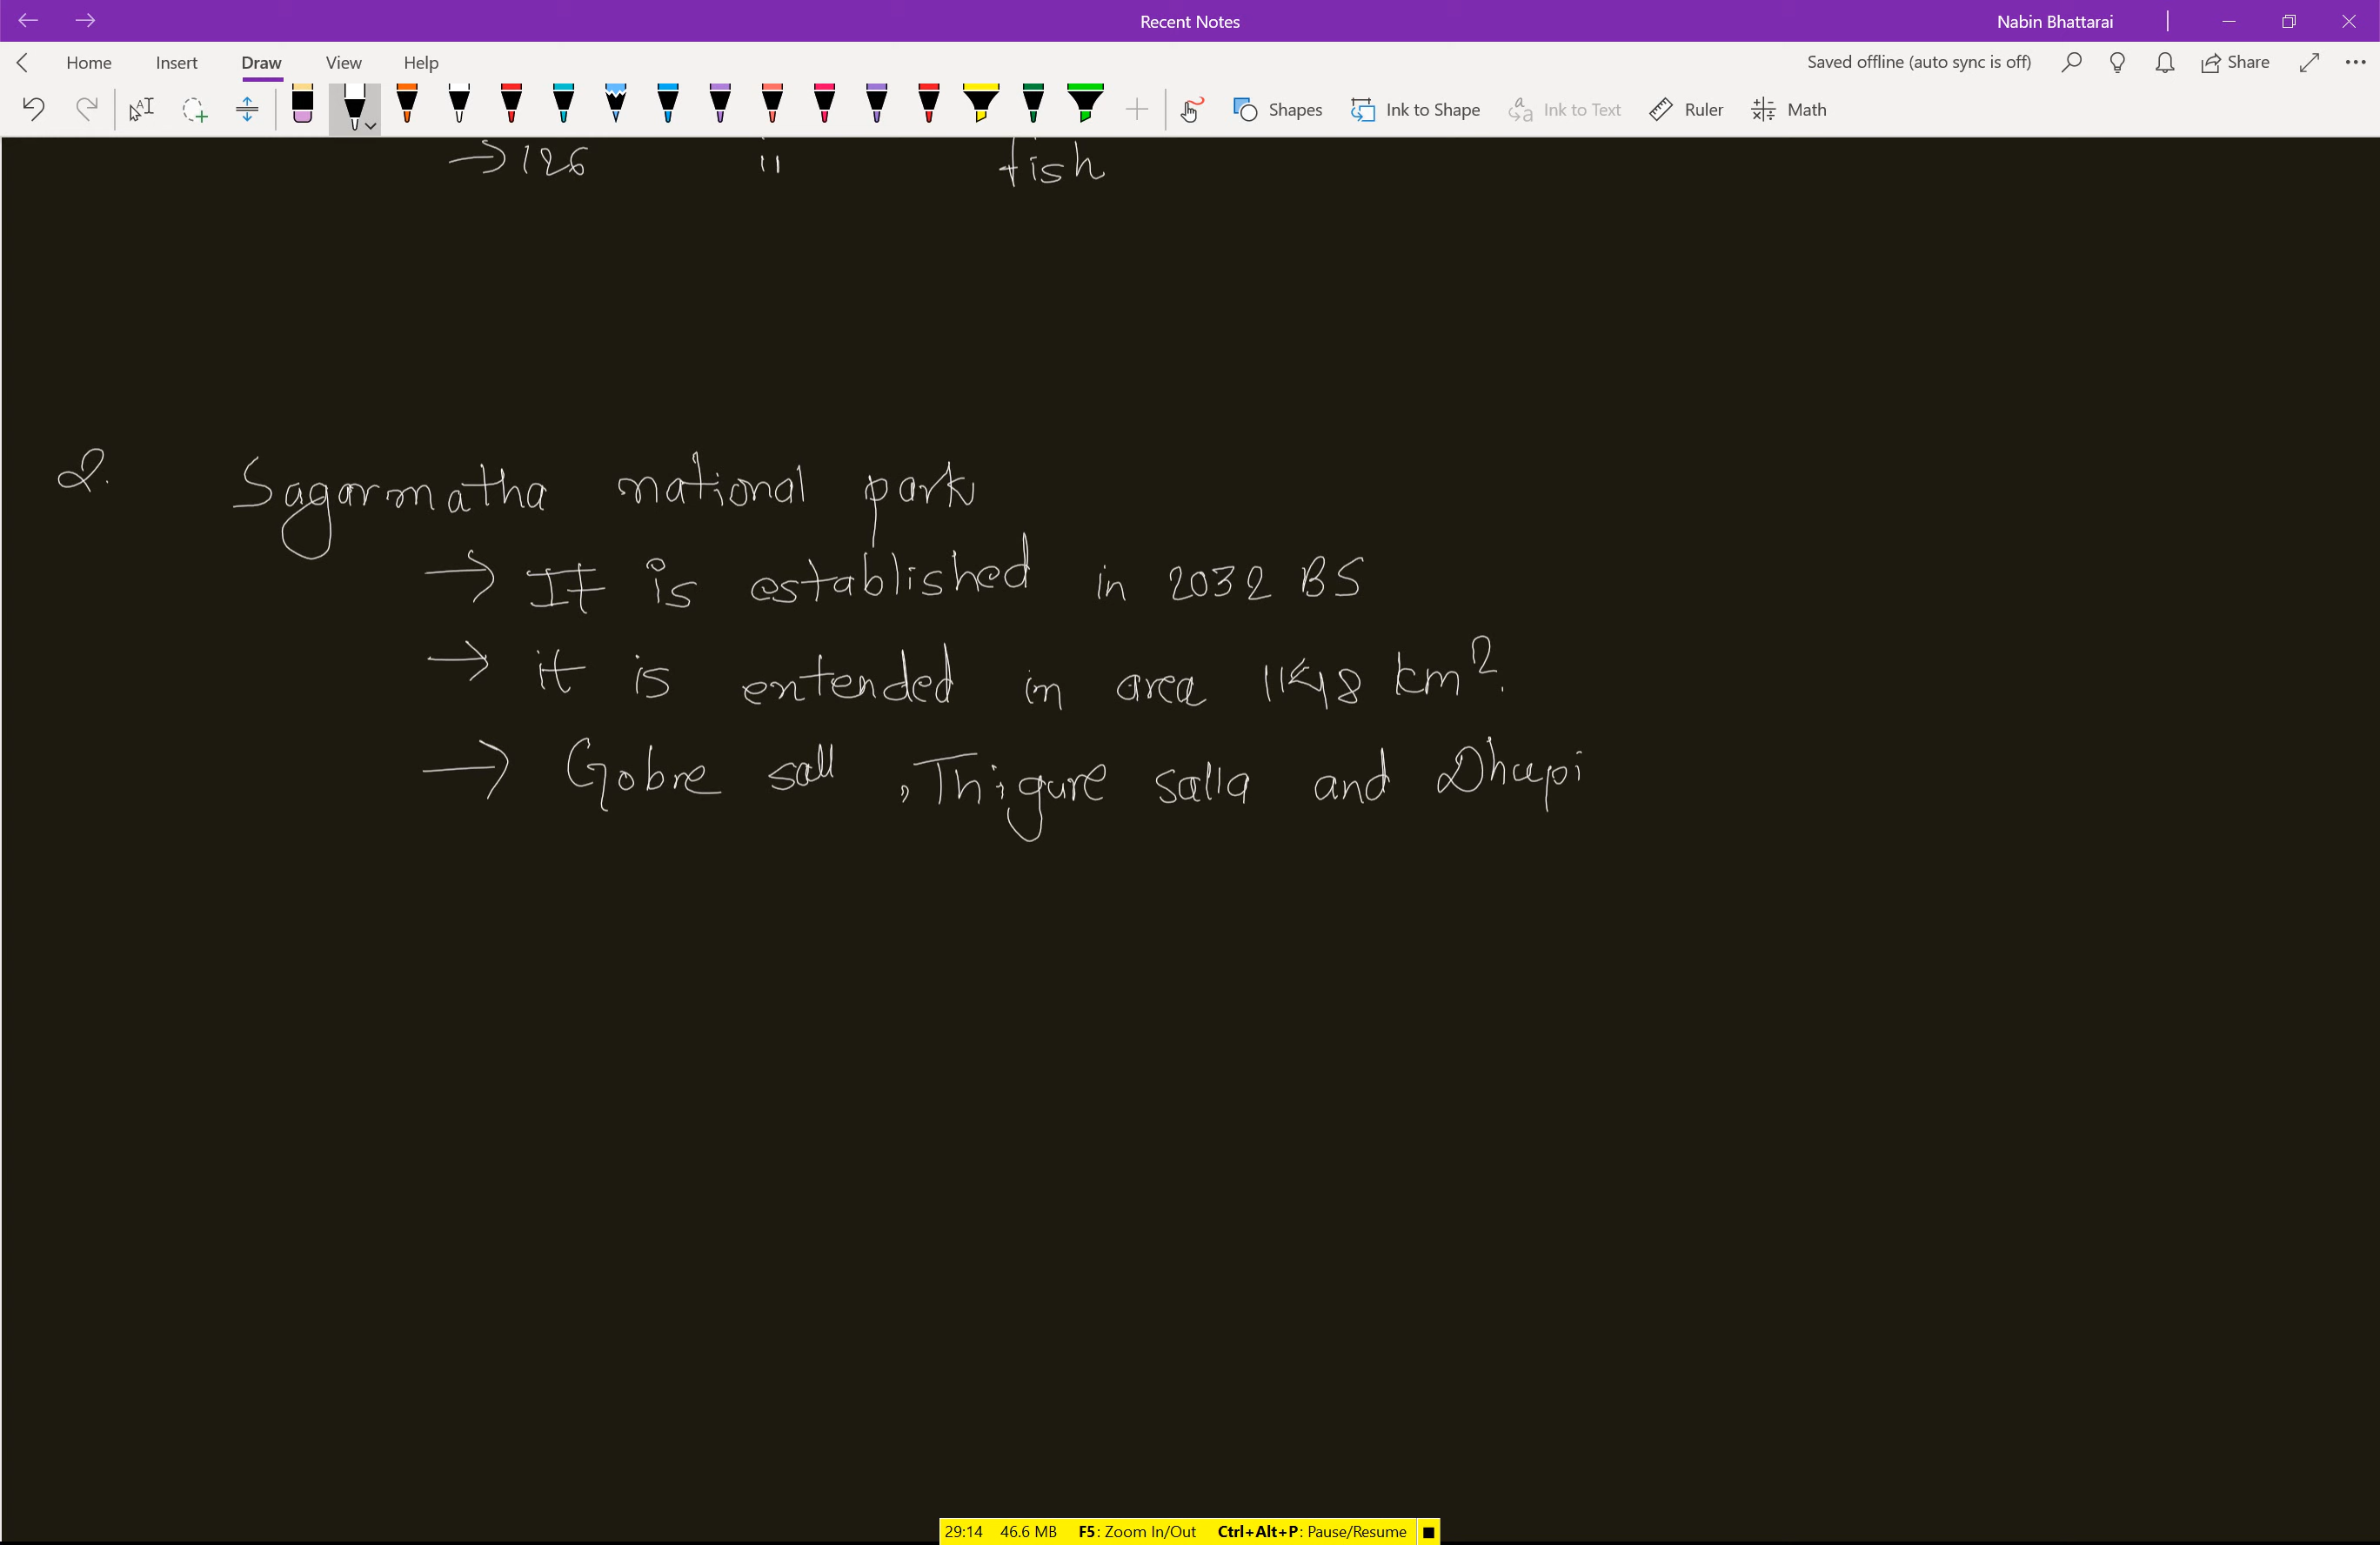 Recent Notes Nabin Bhattarai
Home Insert Draw View Help Saved offline (auto sync is off) Share
Shapes Ink to Shape Ink to Text Ruler Math
→ 126 " fish
2. Sagarmatha national park
→ It is established in 2032 BS
→ it is extended in area 1148 km².
→ Gobre sall , Thigure salla and Dhupi
29:14 46.6 MB F5: Zoom In/Out Ctrl+Alt+P: Pause/Resume